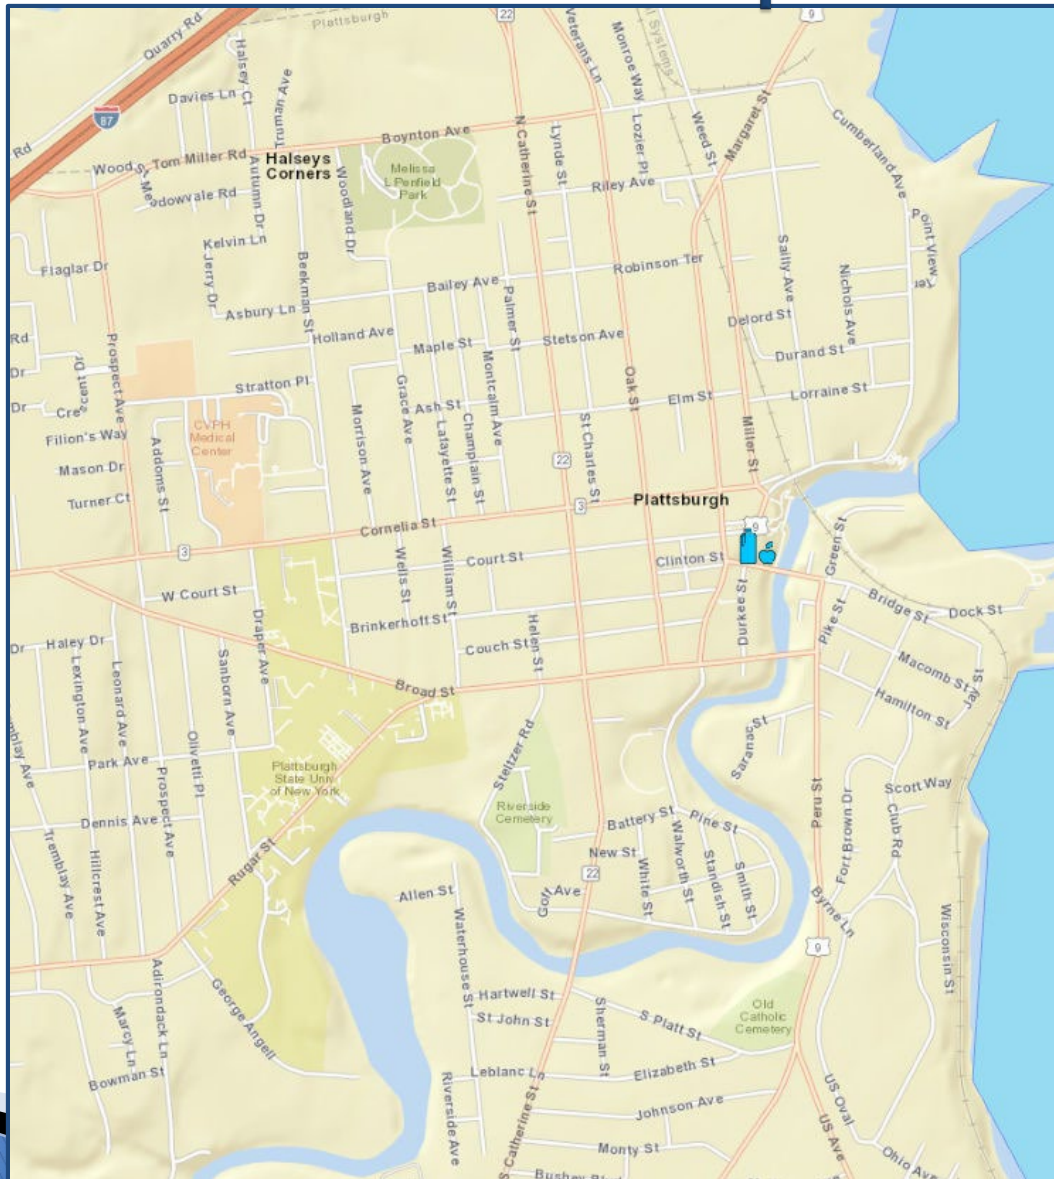 Quarry Rd
Plattsburgh
22
Veterans Ln
Monroe Way
al Systems
9
Halsey Ct
Truman Ave
Davies Ln
87
Rd
Boynton Ave
N Catherine St
Lynde St
Lozier Pl
Weed St
Margaret St
Cumberland Ave
Wood
Tom Miller Rd
Halseys
Corners
Melissa
L Penfield
Park
Autumn Dr
Woodland Dr
Riley Ave
dowvale Rd
Kelvin Ln
Point View
Ter
Flaglar Dr
Jerry Dr
Beekman St
Bailey Ave
Robinson Ter
Sailly Ave
Nichols Ave
Asbury Ln
Palmer St
Delord St
Rd
Holland Ave
Maple St
Stetson Ave
Durand St
Prospect Ave
Dr
Stratton Pl
Montcalm Ave
Oak St
Elm St
Lorraine St
Dr
Cre
scent Dr
Grace Ave
Ash St
Filion's Way
CVPH
Medical
Center
Morrison Ave
Lafayette St
Champlain St
St Charles St
Miller St
Mason Dr
Addoms St
22
Turner Ct
3
Plattsburgh
Cornelia St
9
3
Court St
Clinton St
Green St
Wells St
William St
W Court St
Durkee St
Bridge St
Dock St
Draper Ave
Brinkerhoff St
Helen St
Pike St
Dr
Haley Dr
Couch St
Macomb St
Lexington Ave
Leonard Ave
Sanborn Ave
Broad St
Hamilton St
Jay St
mblay Ave
Olivetti Pl
Steltzer Rd
Saranac St
Park Ave
Plattsburgh
State Univ
of New York
Prospect Ave
Peru St
Scott Way
Riverside
Cemetery
Dennis Ave
Battery St
Pine St
Fort Brown Dr
Club Rd
Tremblay Ave
Hillcrest Ave
Rugar St
New St
Walworth St
Standish St
Smith St
22
White St
Allen St
Golf Ave
Byrne Ln
Waterhouse St
Wisconsin St
9
Adirondack Ln
George Angell
Hartwell St
Old
Catholic
Cemetery
Marcy Ln
St John St
Sherman St
S Platt St
Bowman St
Leblanc Ln
Elizabeth St
Riverside Ave
US Oval
Johnson Ave
US Ave
S Catherine St
Monty St
Ohio Ave